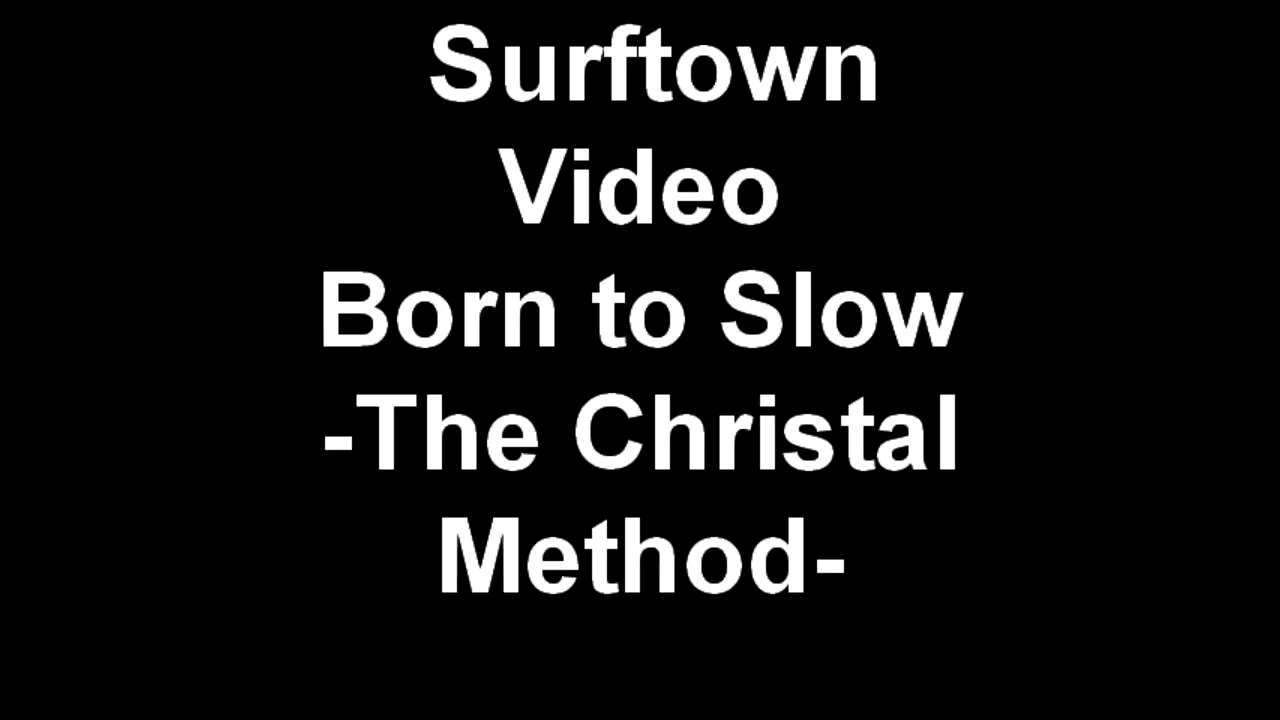 Surftown
Video
Born to Slow
-The Christal
Method-